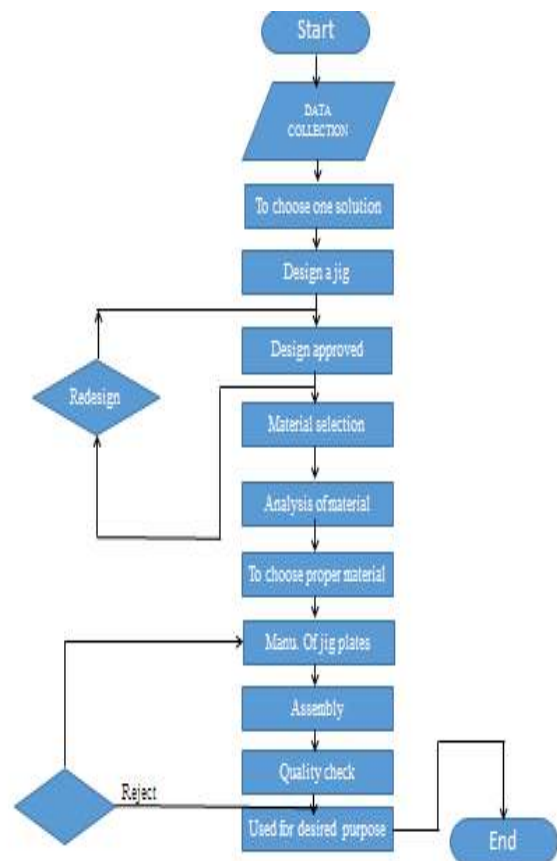 Start
DATA
COLLECTION
To choose one solution
Design a jig
Design approved
Redesign
Material selection
Analysis of material
To choose proper material
Manu. Of jig plates
Assembly
Quality check
Reject
Used for desired purpose
End